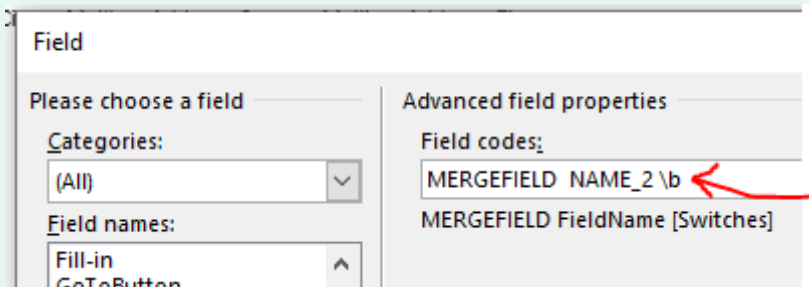 Field
Please choose a field
Categories:
(All)
Field names:
Fill-in
GoToButton
Advanced field properties
Field codes:
MERGEFIELD  NAME_2 \b
MERGEFIELD FieldName [Switches]